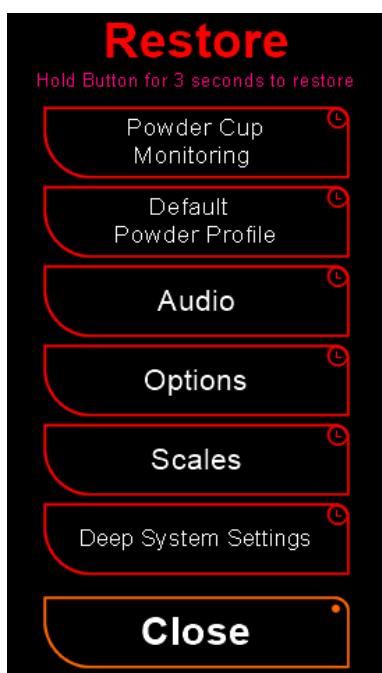 Restore
Hold Button for 3 seconds to restore
Powder Cup
Monitoring
Default
Powder Profile
Audio
Options
Scales
Deep System Settings
Close